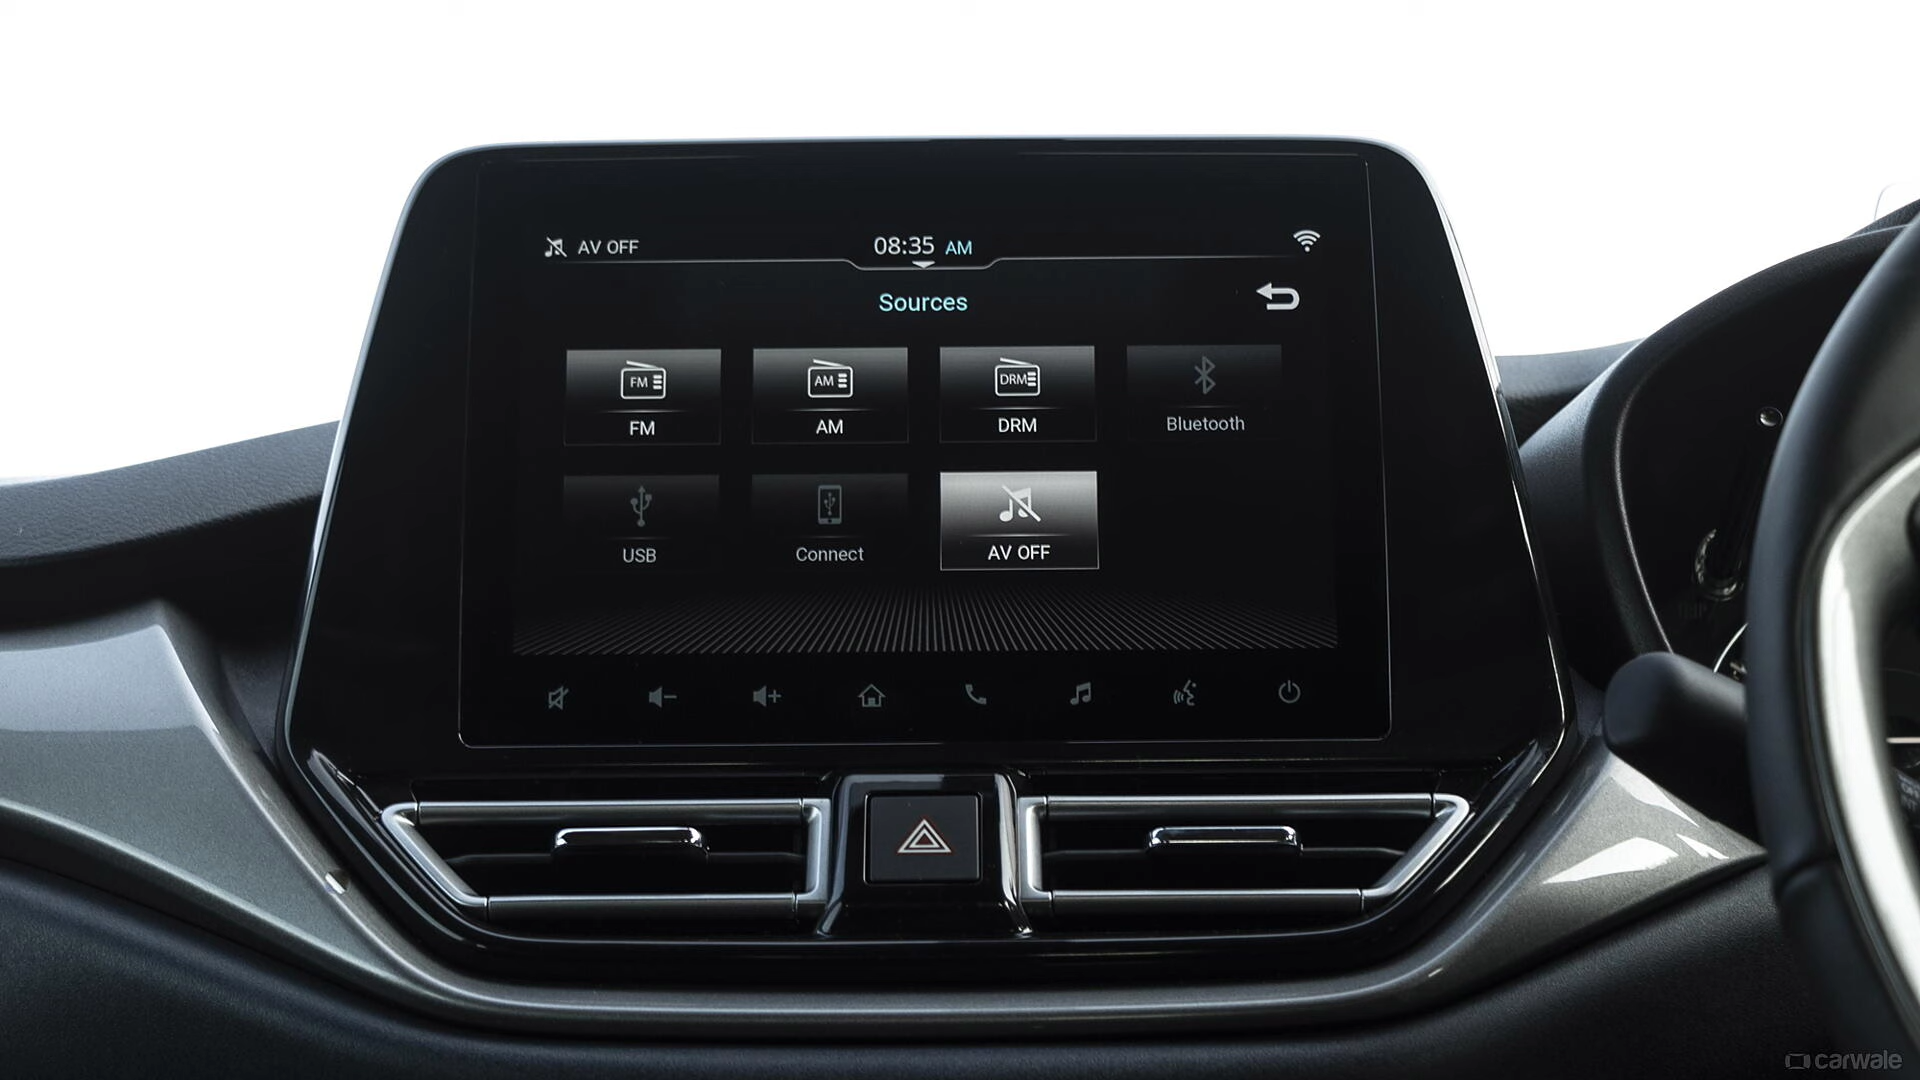 AV OFF
08:35 AM
Sources
FM
AM
DRM
FM
AM
DRM
Bluetooth
USB
Connect
AV OFF
carwale